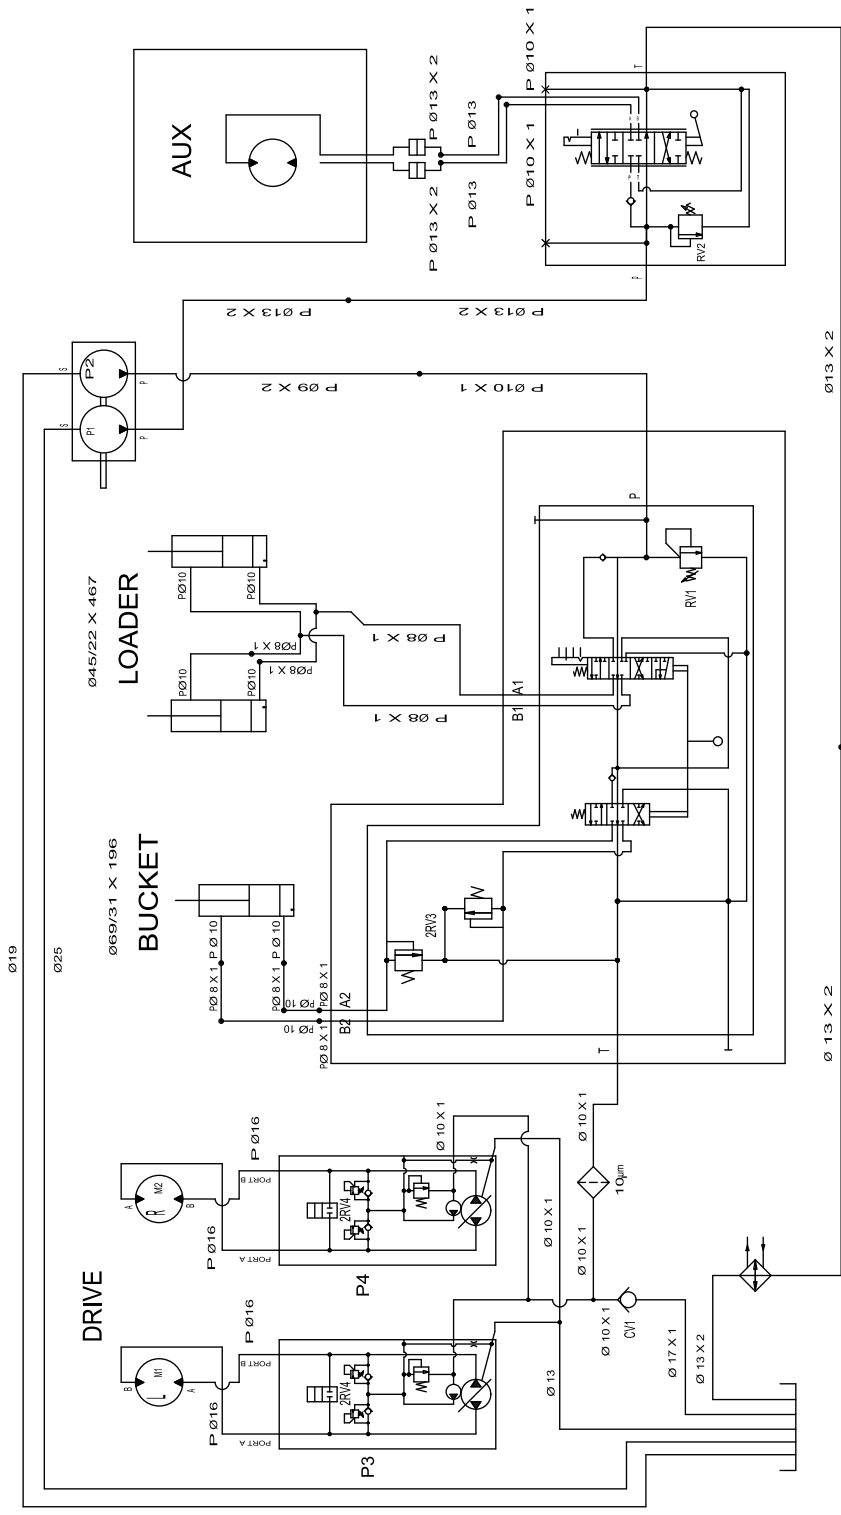 AUX
P Ø13 X 2
P Ø13 X 2
P Ø13
P Ø13
P Ø10 X 1
P Ø10 X 1
T
P
RV2
P Ø13 X 2
P Ø13 X 2
S
P2
P
S
P1
P
P Ø9 X 2
P Ø10 X 1
Ø13 X 2
Ø45/22 X 467
LOADER
PØ10
PØ10
PØ10
PØ10
PØ8 X 1
PØ8 X 1
P Ø8 X 1
P Ø8 X 1
A1
B1
P
RV1
Ø69/31 X 196
BUCKET
P Ø 10
P Ø 10
PØ 8 X 1
PØ 8 X 1
PØ 10
PØ 10
PØ 8 X 1
PØ 8 X 1
A2
B2
2RV3
T
Ø19
Ø25
Ø 13 X 2
DRIVE
A
M2
R
B
P Ø16
P Ø16
PORT B
PORT A
2RV4
P4
Ø 10 X 1
Ø 10 X 1
10µm
Ø 10 X 1
Ø 10 X 1
B
M1
L
A
P Ø16
P Ø16
PORT B
PORT A
2RV4
P3
Ø 13
Ø 10 X 1
CV1
Ø 17 X 1
Ø 13 X 2